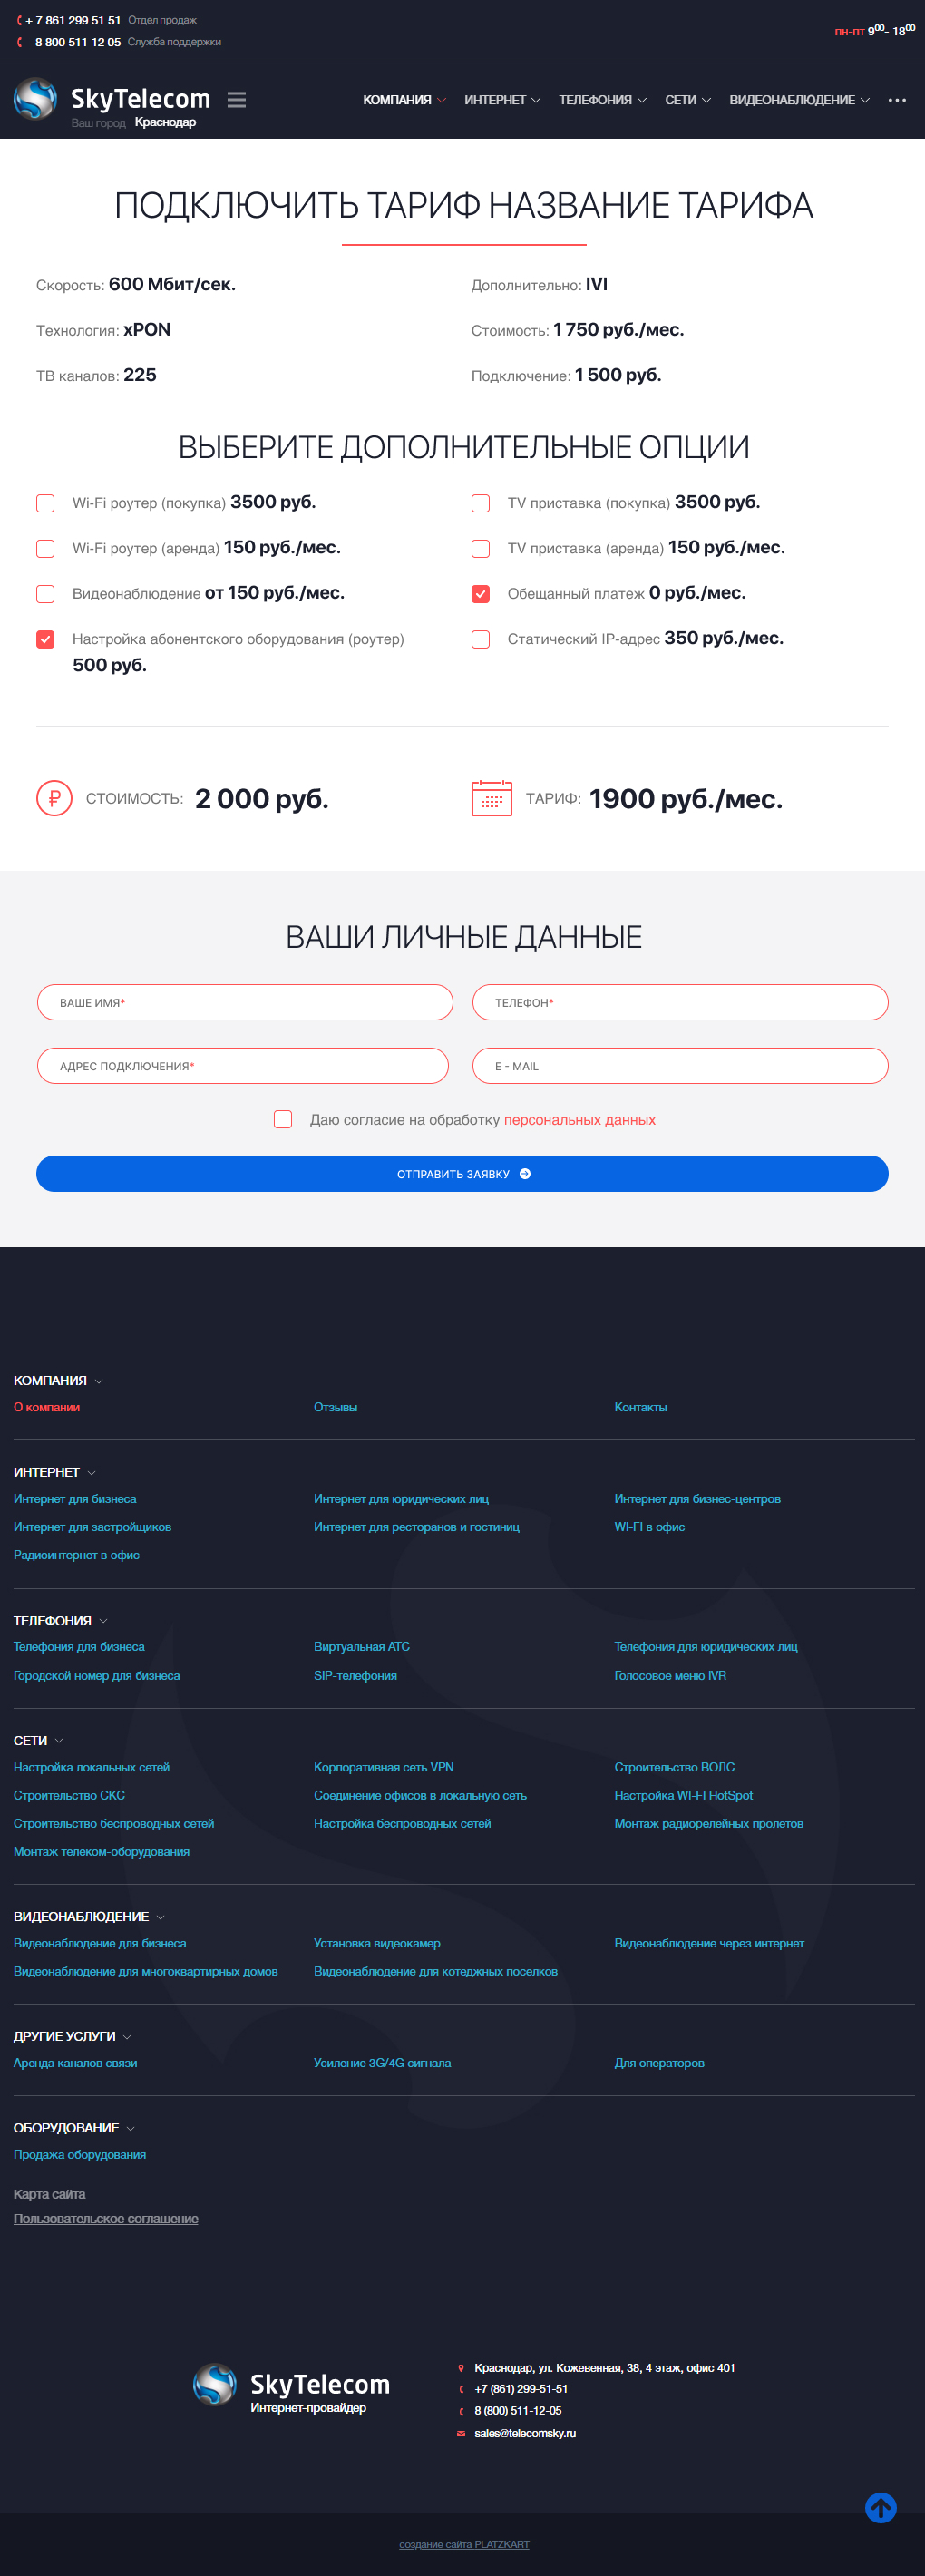 + 7 861 299 51 51 Отдел продаж
8 800 511 12 05 Служба поддержки
пн-пт 9⁰⁰- 18⁰⁰
SkyTelecom
Ваш город Краснодар
КОМПАНИЯ ИНТЕРНЕТ ТЕЛЕФОНИЯ СЕТИ ВИДЕОНАБЛЮДЕНИЕ
ПОДКЛЮЧИТЬ ТАРИФ НАЗВАНИЕ ТАРИФА
Скорость: 600 Мбит/сек. Дополнительно: IVI
Технология: xPON Стоимость: 1 750 руб./мес.
ТВ каналов: 225 Подключение: 1 500 руб.
ВЫБЕРИТЕ ДОПОЛНИТЕЛЬНЫЕ ОПЦИИ
Wi-Fi роутер (покупка) 3500 руб. TV приставка (покупка) 3500 руб.
Wi-Fi роутер (аренда) 150 руб./мес. TV приставка (аренда) 150 руб./мес.
Видеонаблюдение от 150 руб./мес. Обещанный платеж 0 руб./мес.
Настройка абонентского оборудования (роутер) Статический IP-адрес 350 руб./мес.
500 руб.
СТОИМОСТЬ: 2 000 руб. ТАРИФ: 1900 руб./мес.
ВАШИ ЛИЧНЫЕ ДАННЫЕ
ВАШЕ ИМЯ* ТЕЛЕФОН*
АДРЕС ПОДКЛЮЧЕНИЯ* E - MAIL
Даю согласие на обработку персональных данных
ОТПРАВИТЬ ЗАЯВКУ
КОМПАНИЯ
О компании Отзывы Контакты
ИНТЕРНЕТ
Интернет для бизнеса Интернет для юридических лиц Интернет для бизнес-центров
Интернет для застройщиков Интернет для ресторанов и гостиниц WI-FI в офис
Радиоинтернет в офис
ТЕЛЕФОНИЯ
Телефония для бизнеса Виртуальная АТС Телефония для юридических лиц
Городской номер для бизнеса SIP-телефония Голосовое меню IVR
СЕТИ
Настройка локальных сетей Корпоративная сеть VPN Строительство ВОЛС
Строительство СКС Соединение офисов в локальную сеть Настройка WI-FI HotSpot
Строительство беспроводных сетей Настройка беспроводных сетей Монтаж радиорелейных пролетов
Монтаж телеком-оборудования
ВИДЕОНАБЛЮДЕНИЕ
Видеонаблюдение для бизнеса Установка видеокамер Видеонаблюдение через интернет
Видеонаблюдение для многоквартирных домов Видеонаблюдение для котеджных поселков
ДРУГИЕ УСЛУГИ
Аренда каналов связи Усиление 3G/4G сигнала Для операторов
ОБОРУДОВАНИЕ
Продажа оборудования
Карта сайта
Пользовательское соглашение
SkyTelecom
Интернет-провайдер
Краснодар, ул. Кожевенная, 38, 4 этаж, офис 401
+7 (861) 299-51-51
8 (800) 511-12-05
sales@telecomsky.ru
создание сайта PLATZKART